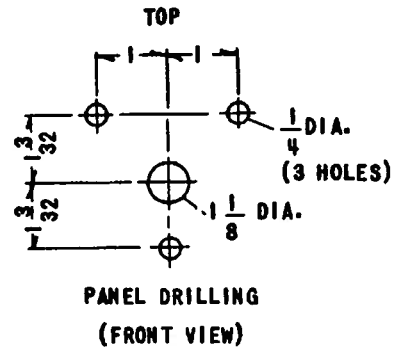 TOP
1 1
1 3/32
1/4 DIA.
(3 HOLES)
1 3/32
1 1/8 DIA.
PANEL DRILLING
(FRONT VIEW)